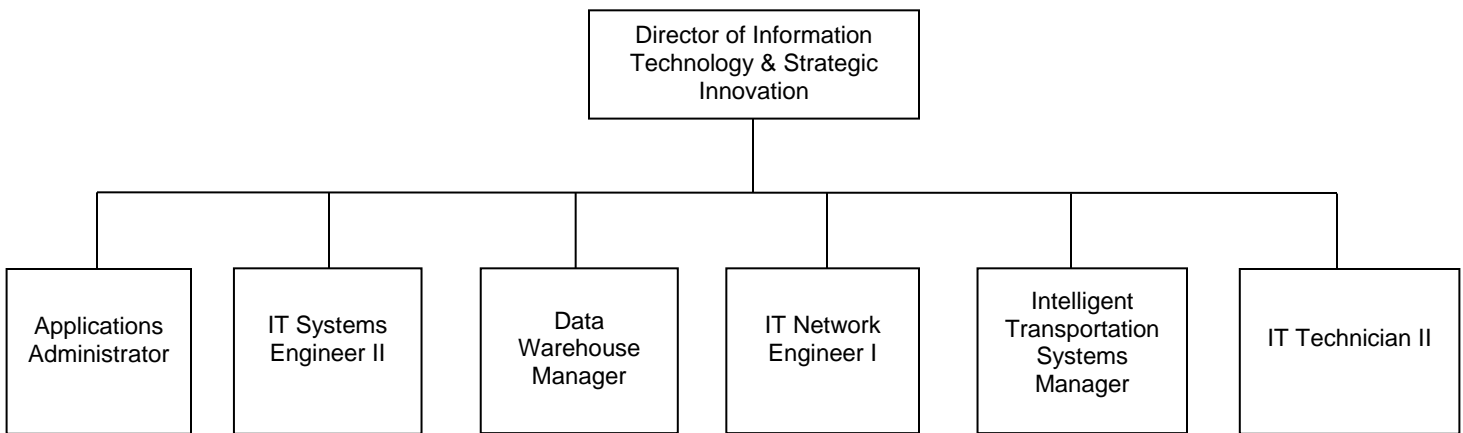 Director of Information
Technology & Strategic
Innovation
Applications
Administrator
IT Systems
Engineer II
Data
Warehouse
Manager
IT Network
Engineer I
Intelligent
Transportation
Systems
Manager
IT Technician II